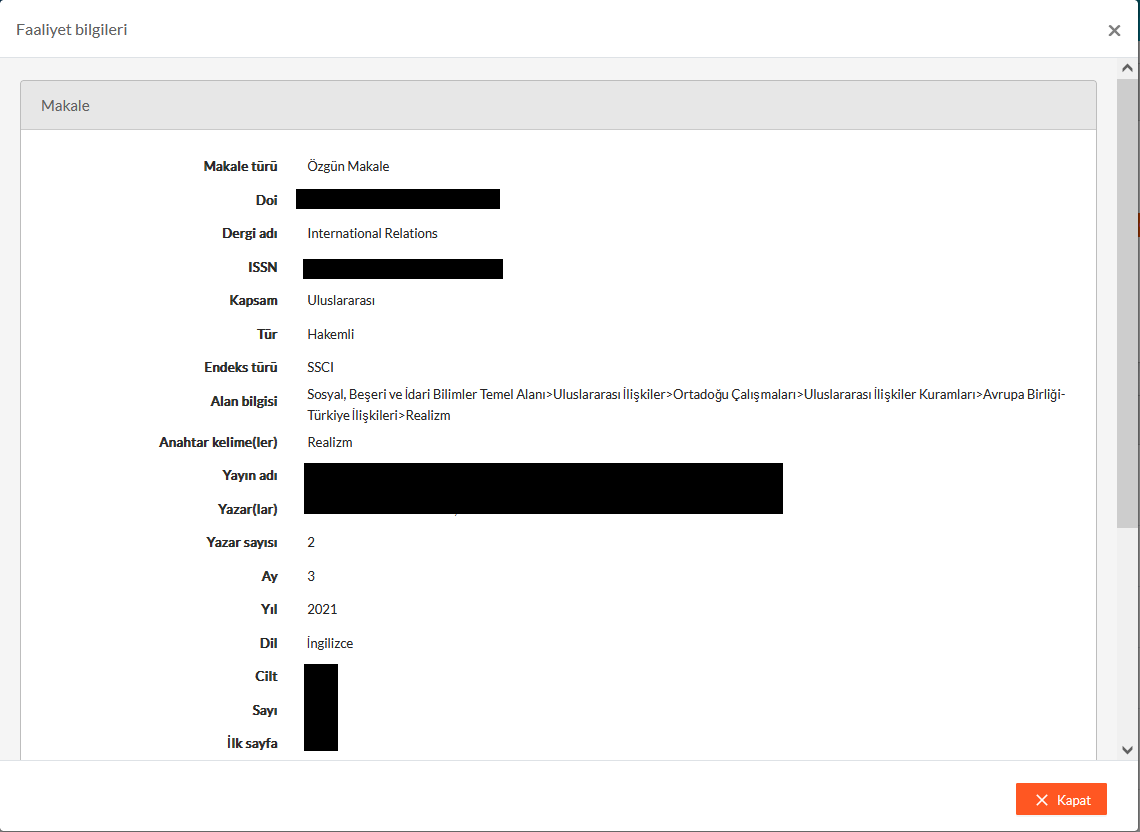 Faaliyet bilgileri
Makale
Makale türü Özgün Makale
Doi
Dergi adı International Relations
ISSN
Kapsam Uluslararası
Tür Hakemli
Endeks türü SSCI
Alan bilgisi Sosyal, Beşeri ve İdari Bilimler Temel Alanı>Uluslararası İlişkiler>Ortadoğu Çalışmaları>Uluslararası İlişkiler Kuramları>Avrupa Birliği-
Türkiye İlişkileri>Realizm
Anahtar kelime(ler) Realizm
Yayın adı
Yazar(lar)
Yazar sayısı 2
Ay 3
Yıl 2021
Dil İngilizce
Cilt
Sayı
İlk sayfa
Kapat